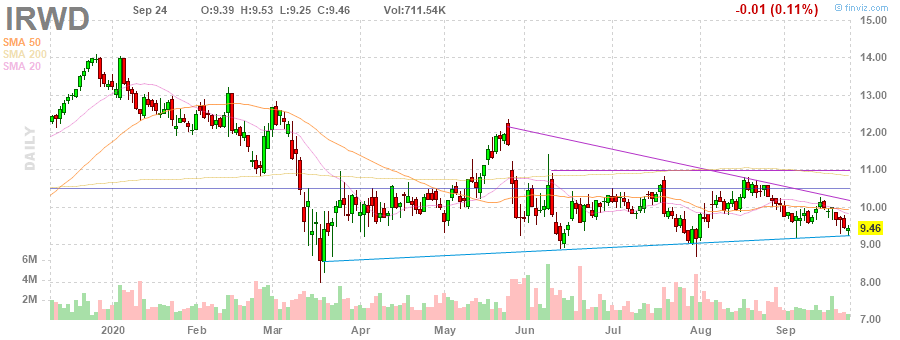 IRWD
Sep 24 O:9.39 H:9.53 L:9.25 C:9.46 Vol:711.54K -0.01 (0.11%) © finviz.com
SMA 50
SMA 200
SMA 20
DAILY
15.00
14.00
13.00
12.00
11.00
10.00
9.46
9.00
8.00
7.00
6M
4M
2M
2020 Feb Mar Apr May Jun Jul Aug Sep